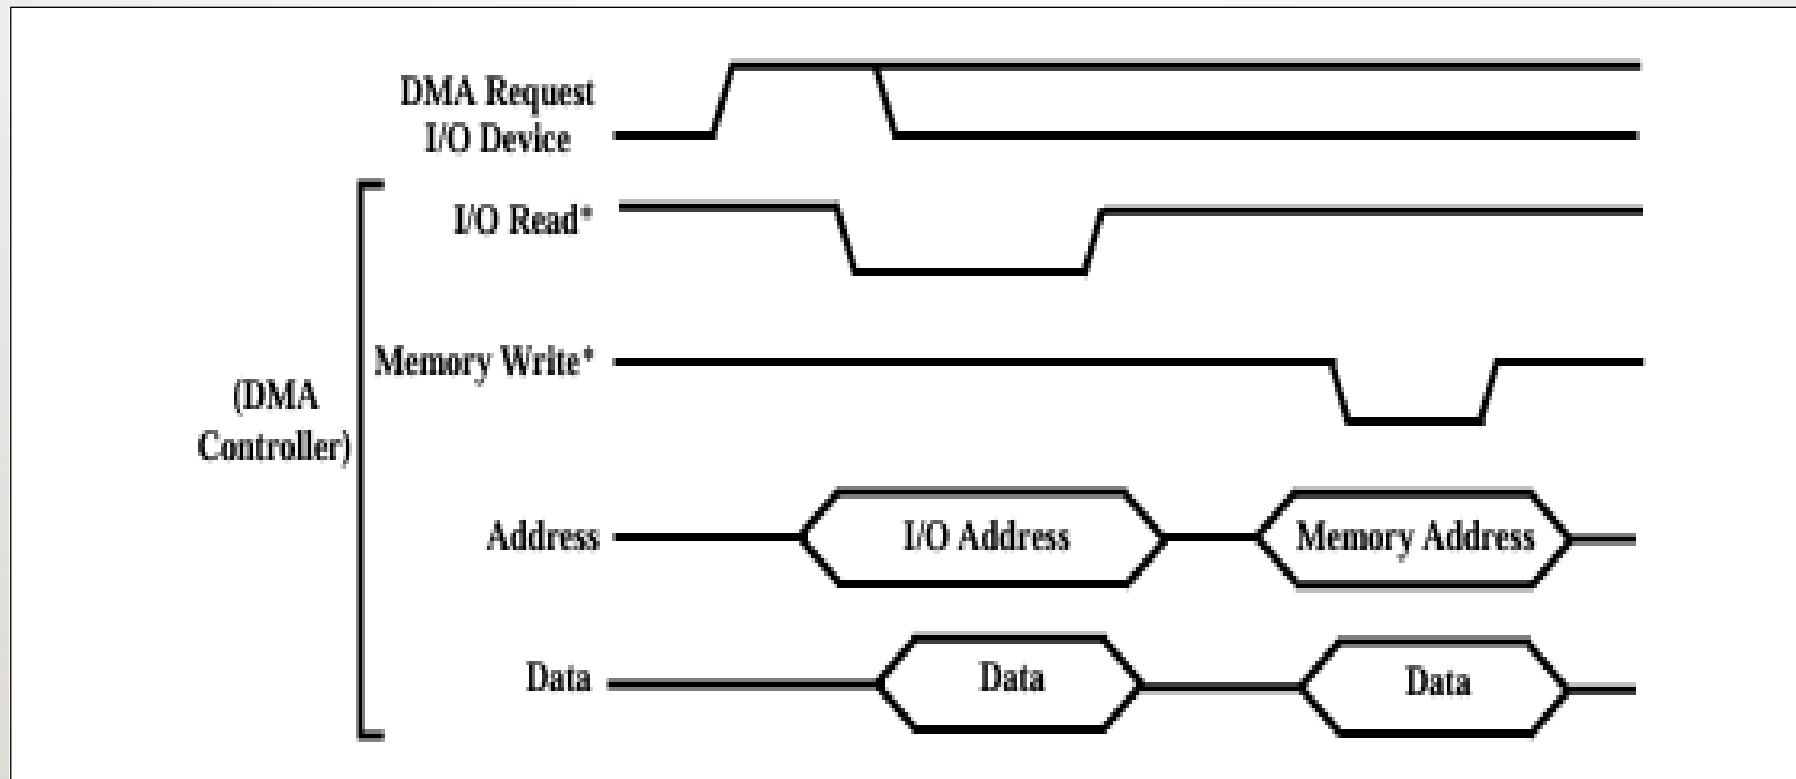 DMA Request
I/O Device
I/O Read*
Memory Write*
(DMA
Controller)
Address
I/O Address
Memory Address
Data
Data
Data